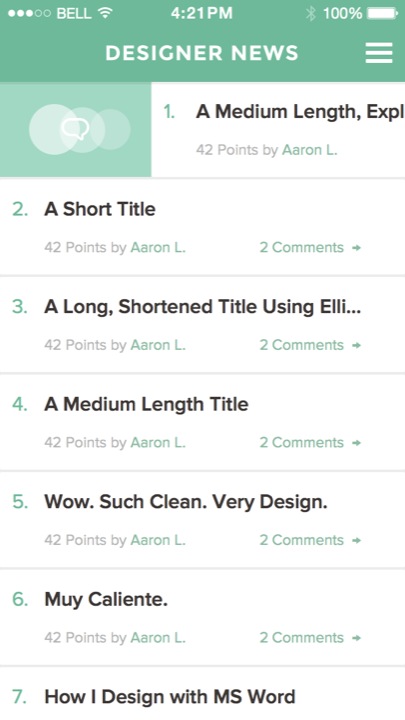 BELL 4:21PM 100%
DESIGNER NEWS
1. A Medium Length, Expl
42 Points by Aaron L.
2. A Short Title
42 Points by Aaron L. 2 Comments
3. A Long, Shortened Title Using Elli...
42 Points by Aaron L. 2 Comments
4. A Medium Length Title
42 Points by Aaron L. 2 Comments
5. Wow. Such Clean. Very Design.
42 Points by Aaron L. 2 Comments
6. Muy Caliente.
42 Points by Aaron L. 2 Comments
7. How I Design with MS Word